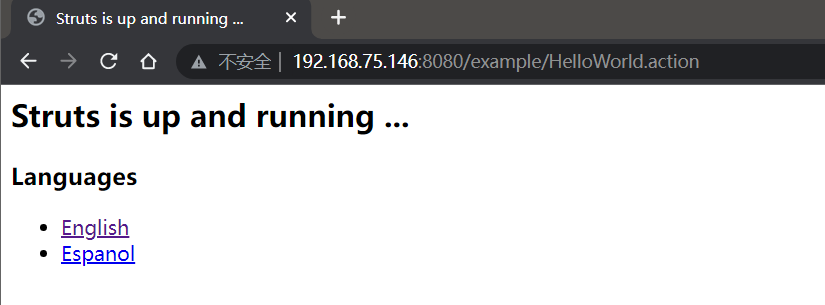 Struts is up and running ...
不安全 | 192.168.75.146:8080/example/HelloWorld.action
Struts is up and running ...
Languages
English
Espanol